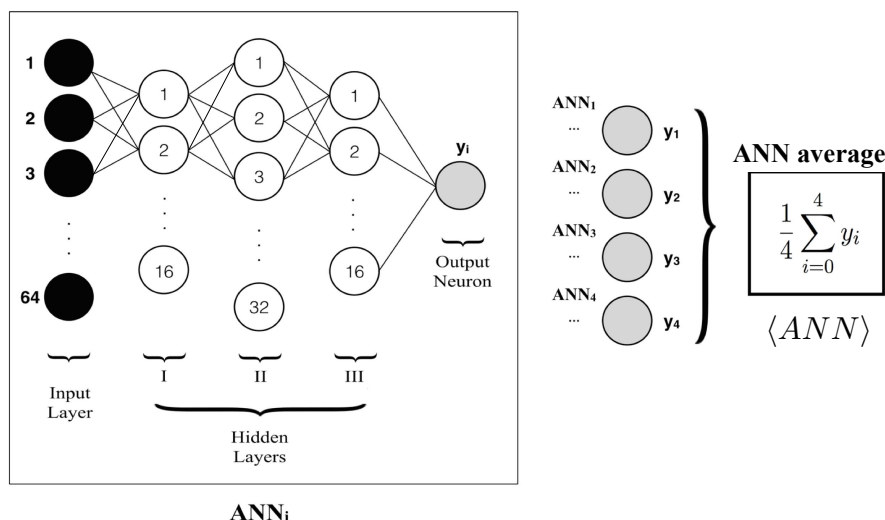 1
2
3
64
1
2
16
1
2
3
32
1
2
16
yi
Output
Neuron
Input
Layer
I
II
III
Hidden
Layers
ANNi
ANN1
...
y1
ANN2
...
y2
ANN3
...
y3
ANN4
...
y4
ANN average
1/4 4∑i=0 yi
⟨ANN⟩